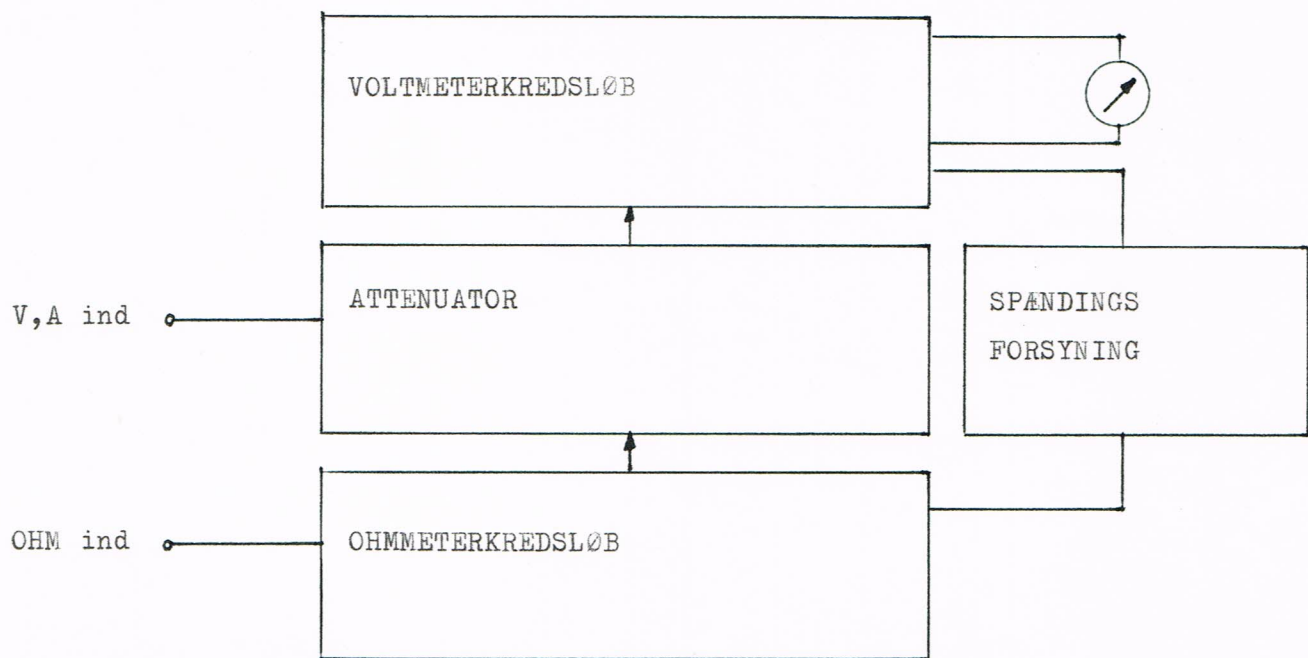 VOLTMETERKREDSLØB
V,A ind
ATTENUATOR
SPÆNDINGS
FORSYNING
OHM ind
OHMMETERKREDSLØB